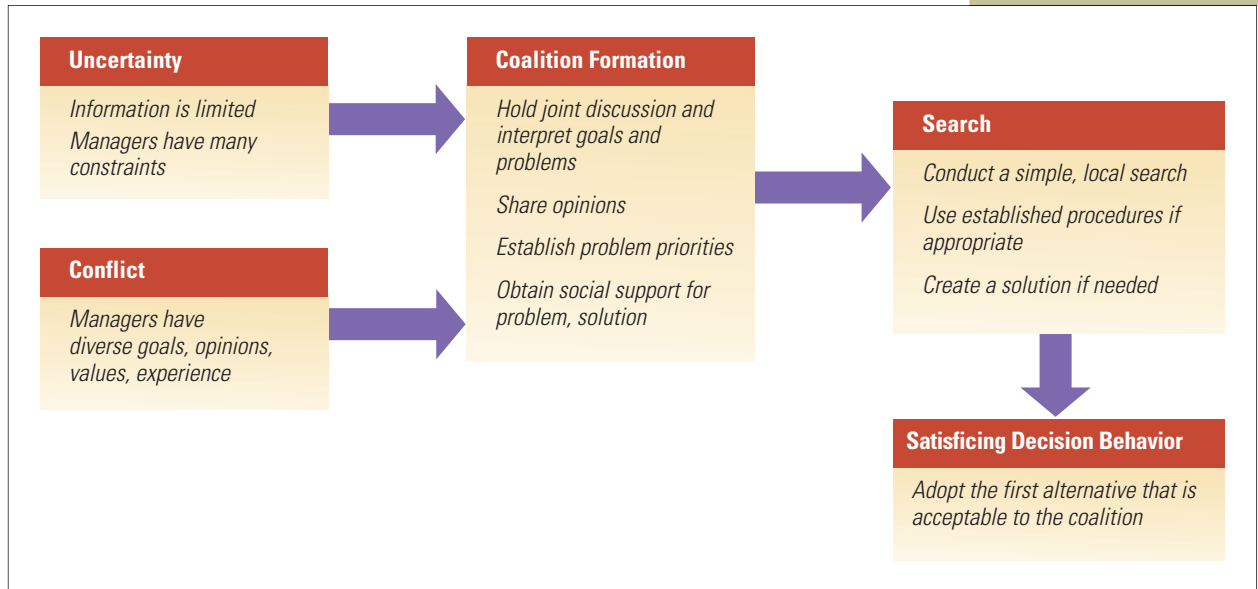 Uncertainty
Information is limited
Managers have many
constraints
Conflict
Managers have
diverse goals, opinions,
values, experience
Coalition Formation
Hold joint discussion and
interpret goals and
problems
Share opinions
Establish problem priorities
Obtain social support for
problem, solution
Search
Conduct a simple, local search
Use established procedures if
appropriate
Create a solution if needed
Satisficing Decision Behavior
Adopt the first alternative that is
acceptable to the coalition